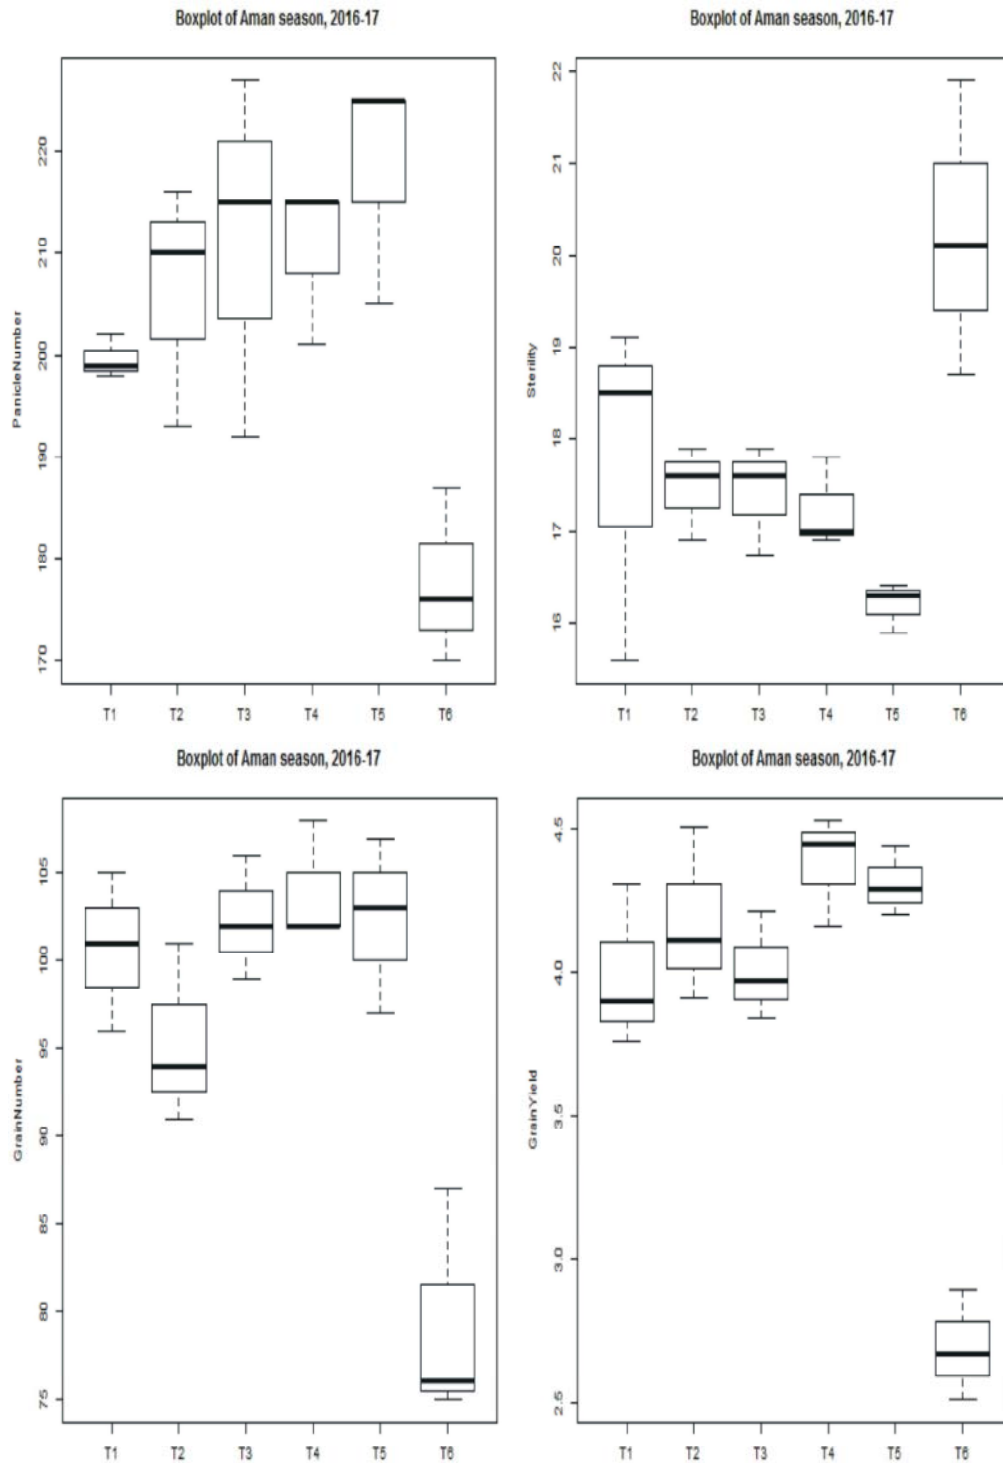 Boxplot of Aman season, 2016-17
PanicleNumber
220
210
200
190
180
170
T1 T2 T3 T4 T5 T6
Boxplot of Aman season, 2016-17
Sterility
22
21
20
19
18
17
16
T1 T2 T3 T4 T5 T6
Boxplot of Aman season, 2016-17
GrainNumber
105
100
95
90
85
80
75
T1 T2 T3 T4 T5 T6
Boxplot of Aman season, 2016-17
GrainYield
4.5
4.0
3.5
3.0
2.5
T1 T2 T3 T4 T5 T6